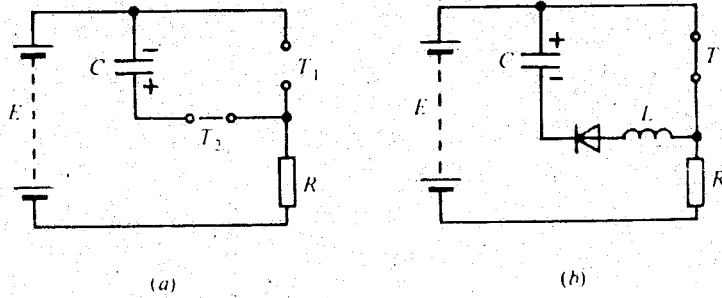 − + C E T₁ T₂ R
+ − C E T L R
(a) (b)